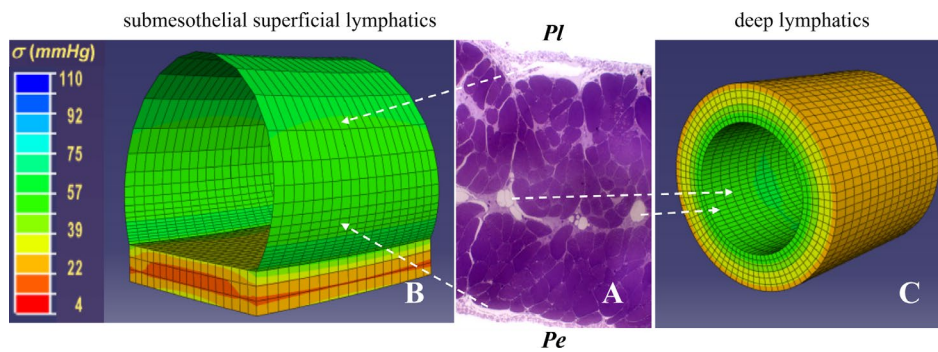 submesothelial superficial lymphatics
deep lymphatics
Pl
σ (mmHg)
110
92
75
57
39
22
4
B
A
C
Pe